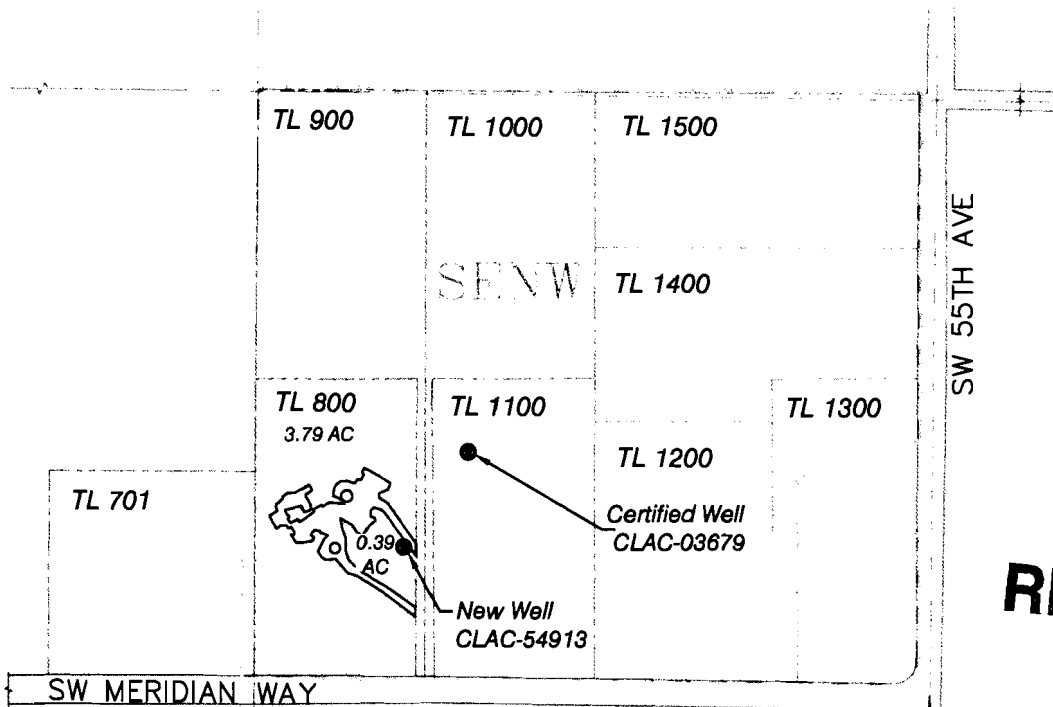 TL 900
TL 1000
TL 1500
SENW
TL 1400
SW 55TH AVE
TL 800
3.79 AC
TL 1100
TL 1300
TL 1200
TL 701
Certified Well
CLAC-03679
0.39
AC
New Well
CLAC-54913
SW MERIDIAN WAY